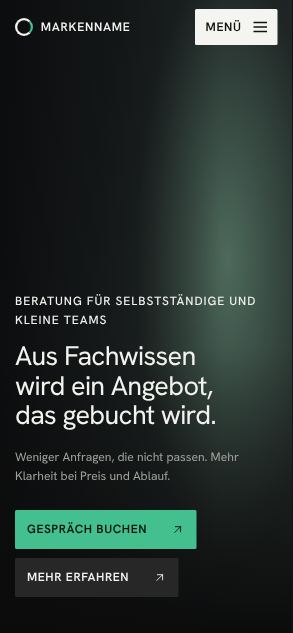 MARKENNAME
MENÜ
BERATUNG FÜR SELBSTSTÄNDIGE UND
KLEINE TEAMS
Aus Fachwissen
wird ein Angebot,
das gebucht wird.
Weniger Anfragen, die nicht passen. Mehr
Klarheit bei Preis und Ablauf.
GESPRÄCH BUCHEN
MEHR ERFAHREN